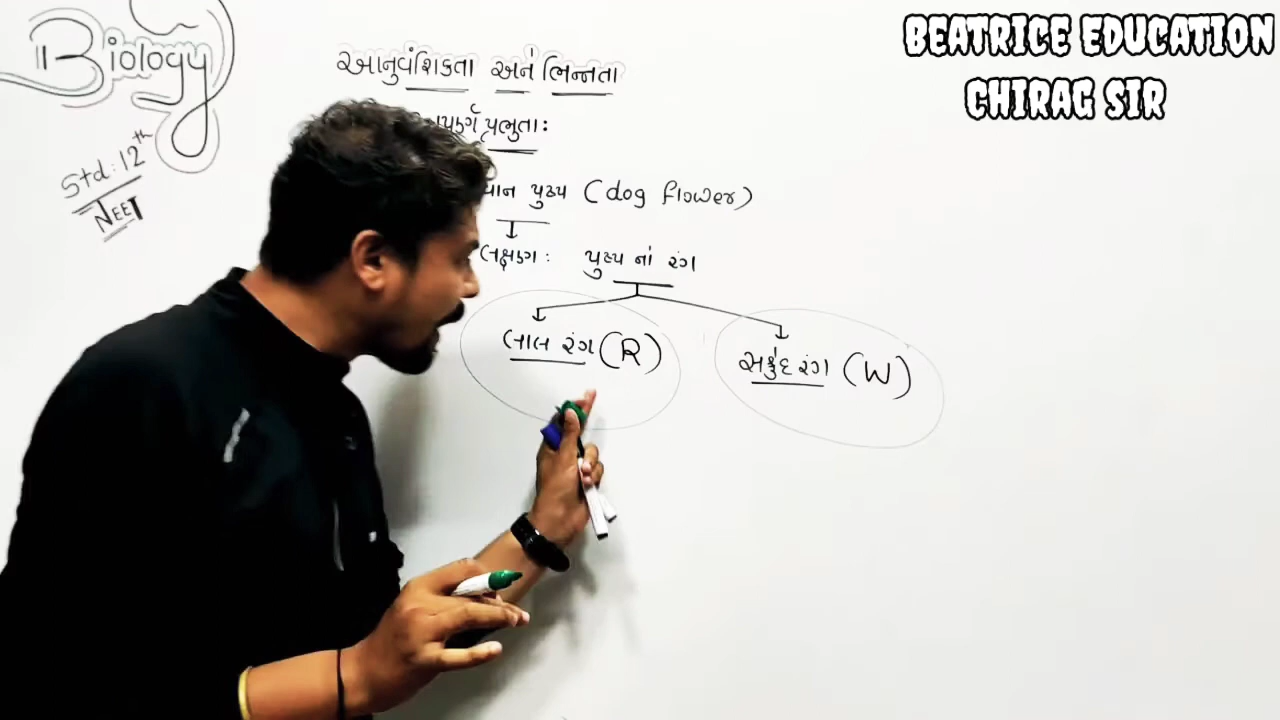 BEATRICE EDUCATION
CHIRAG SIR
Biology
Std: 12th
NEET
આનુવંશિકતા અને ભિન્નતા
પ્રભુતા:
પુષ્પ (dog flower)
લક્ષણ: પુષ્પ નાં રંગ
લાલ રંગ (R)
સફેદ રંગ (W)